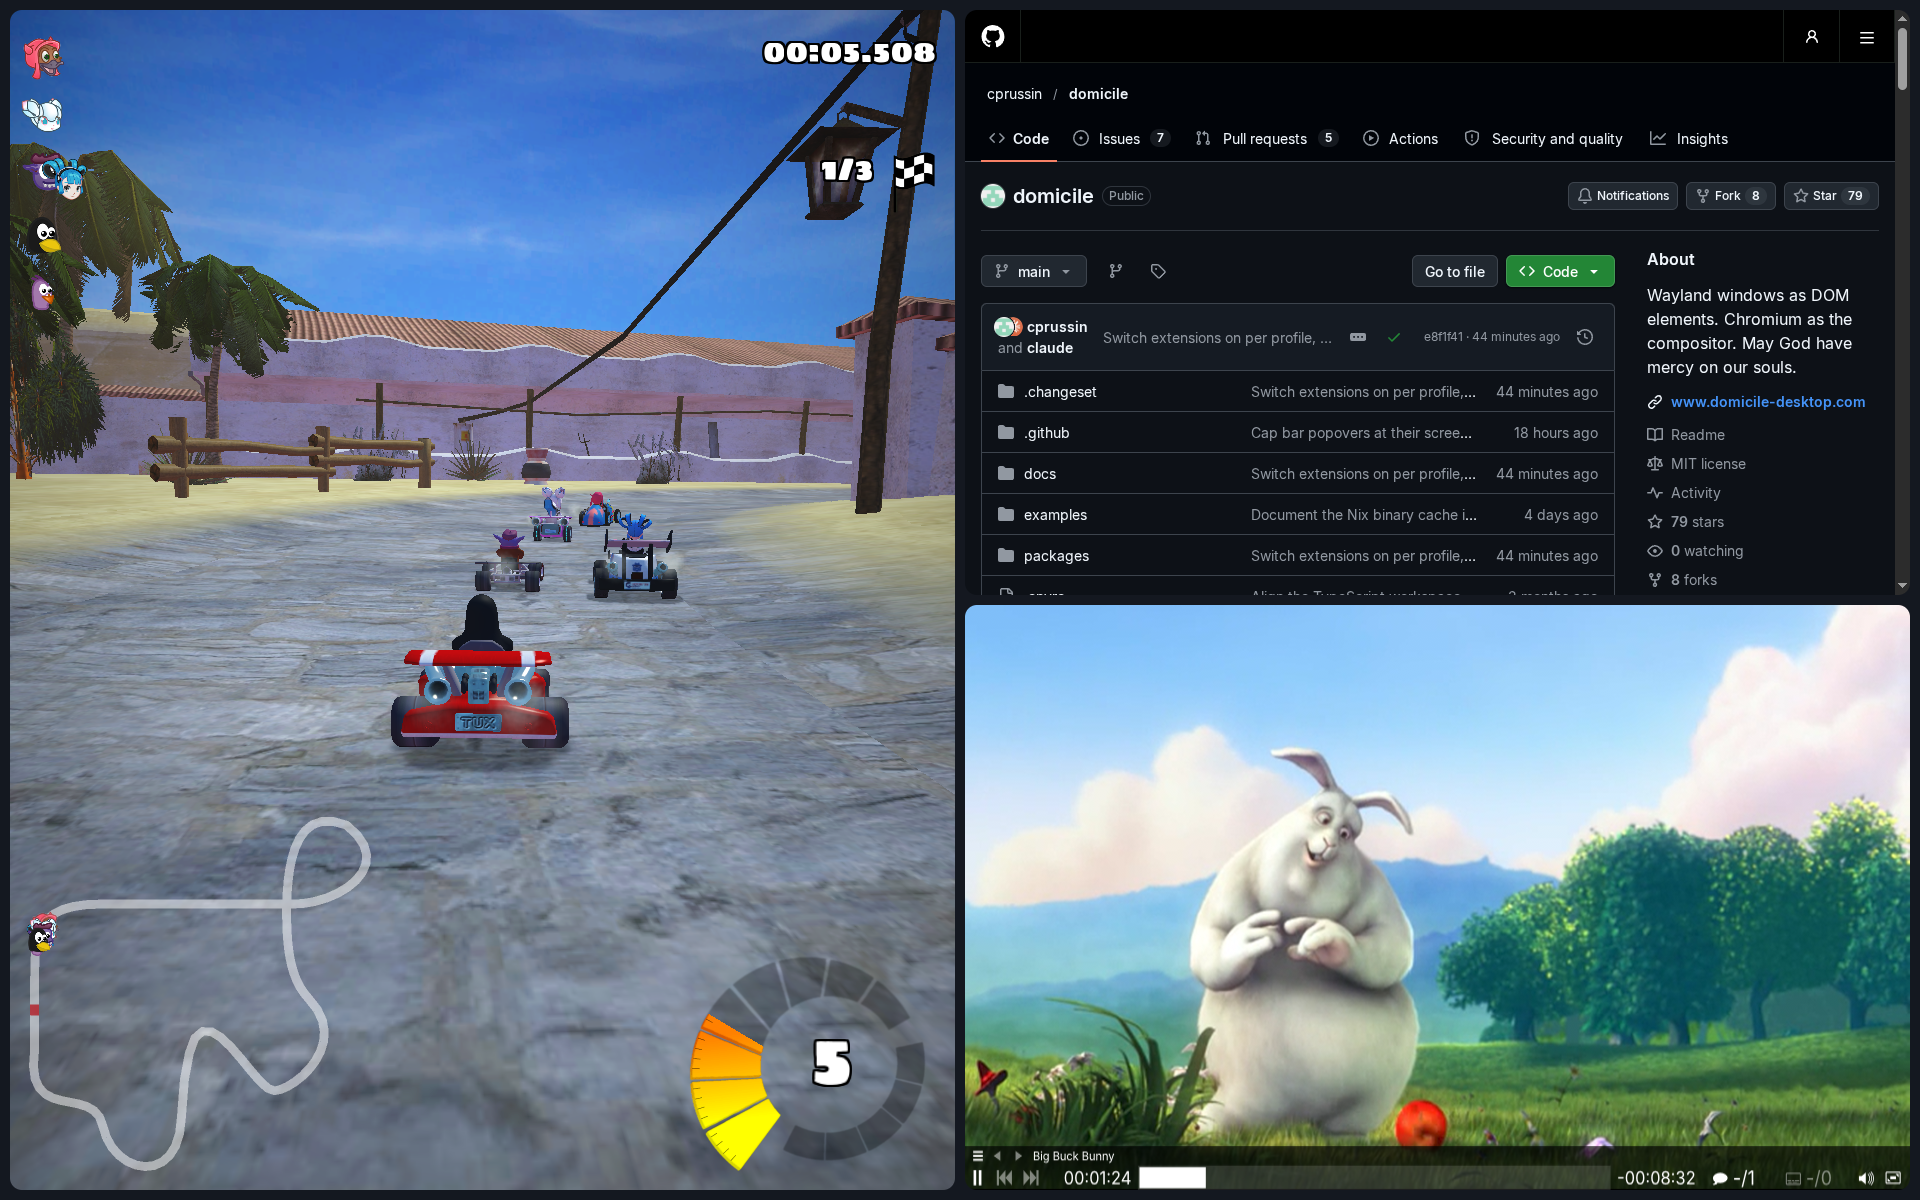 00:05.508
1/3
TUX
5
cprussin / domicile
Code
Issues 7
Pull requests 5
Actions
Security and quality
Insights
domicile Public
Notifications
Fork 8
Star 79
main
Go to file
Code
cprussin
and claude
Switch extensions on per profile, ...
e8f1f41 · 44 minutes ago
.changeset Switch extensions on per profile,... 44 minutes ago
.github Cap bar popovers at their scree... 18 hours ago
docs Switch extensions on per profile,... 44 minutes ago
examples Document the Nix binary cache i... 4 days ago
packages Switch extensions on per profile,... 44 minutes ago
About
Wayland windows as DOM
elements. Chromium as the
compositor. May God have
mercy on our souls.
www.domicile-desktop.com
Readme
MIT license
Activity
79 stars
0 watching
8 forks
Big Buck Bunny
00:01:24
-00:08:32
-/1
-/0